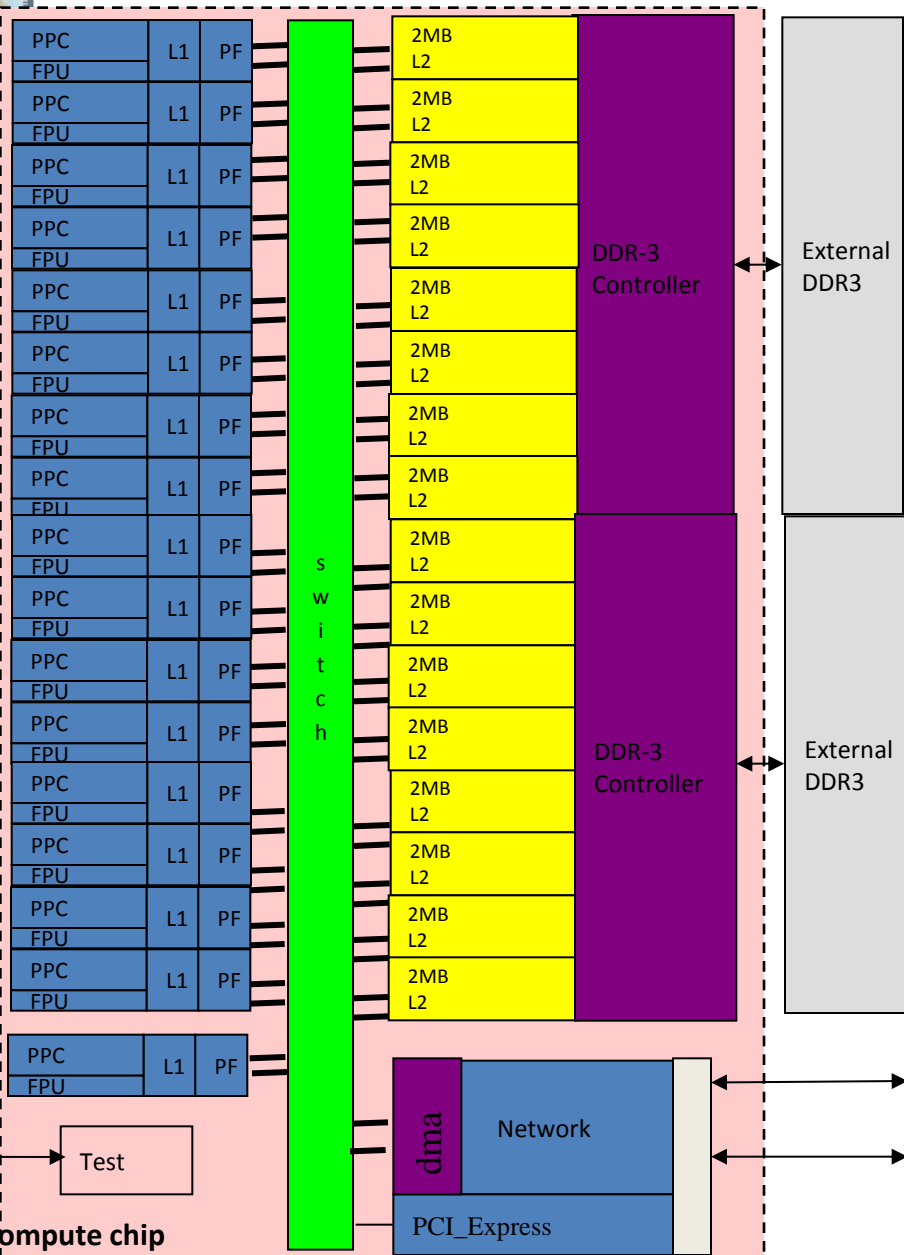 PPC
FPU
L1
PF
PPC
FPU
L1
PF
PPC
FPU
L1
PF
PPC
FPU
L1
PF
PPC
FPU
L1
PF
PPC
FPU
L1
PF
PPC
FPU
L1
PF
PPC
FPU
L1
PF
PPC
FPU
L1
PF
PPC
FPU
L1
PF
PPC
FPU
L1
PF
PPC
FPU
L1
PF
PPC
FPU
L1
PF
PPC
FPU
L1
PF
PPC
FPU
L1
PF
PPC
FPU
L1
PF
PPC
FPU
L1
PF
switch
2MB
L2
2MB
L2
2MB
L2
2MB
L2
2MB
L2
2MB
L2
2MB
L2
2MB
L2
2MB
L2
2MB
L2
2MB
L2
2MB
L2
2MB
L2
2MB
L2
2MB
L2
2MB
L2
DDR-3
Controller
External
DDR3
DDR-3
Controller
External
DDR3
dma
Network
PCI_Express
Test
ompute chip